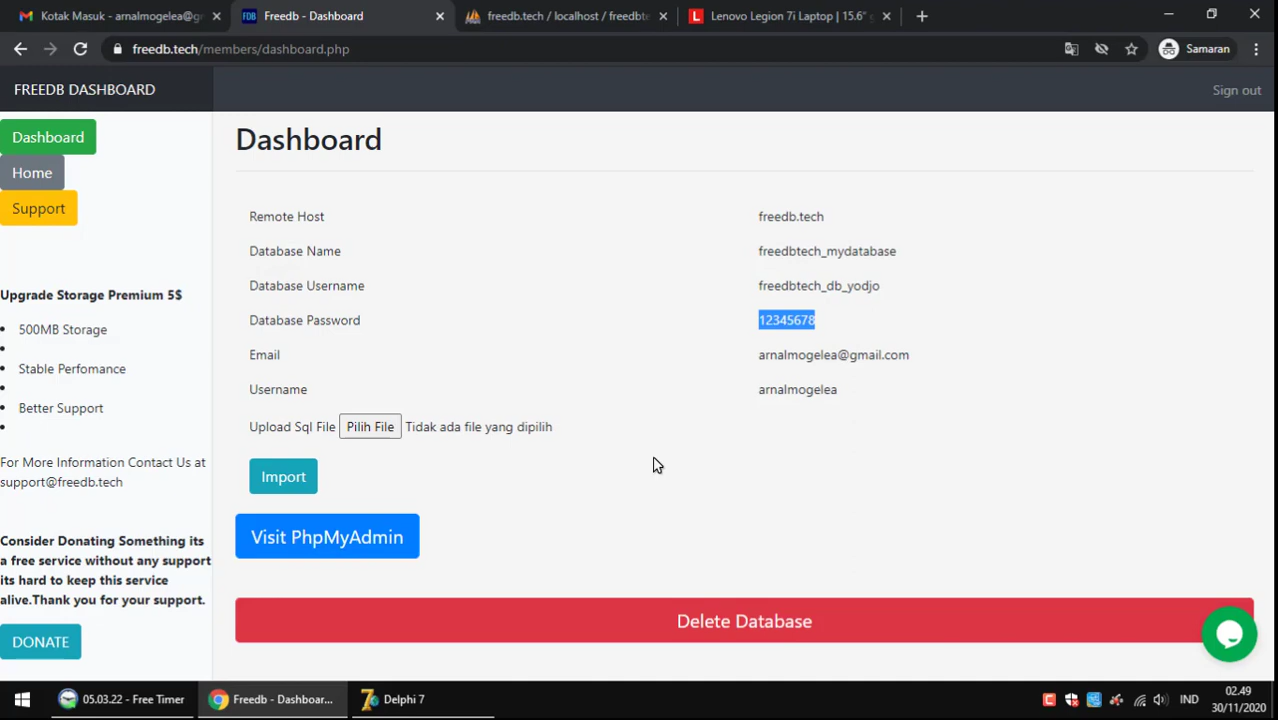 Kotak Masuk - arnalmogelea@g
Freedb - Dashboard
freedb.tech / localhost / freedbte
Lenovo Legion 7i Laptop | 15.6"
freedb.tech/members/dashboard.php
Samaran
FREEDB DASHBOARD
Sign out
Dashboard
Home
Support
Upgrade Storage Premium 5$
500MB Storage
Stable Perfomance
Better Support
For More Information Contact Us at
support@freedb.tech
Consider Donating Something its
a free service without any support
its hard to keep this service
alive.Thank you for your support.
DONATE
Dashboard
Remote Host freedb.tech
Database Name freedbtech_mydatabase
Database Username freedbtech_db_yodjo
Database Password 12345678
Email arnalmogelea@gmail.com
Username arnalmogelea
Upload Sql File Pilih File Tidak ada file yang dipilih
Import
Visit PhpMyAdmin
Delete Database
05.03.22 - Free Timer
Freedb - Dashboar...
Delphi 7
IND
02.49
30/11/2020